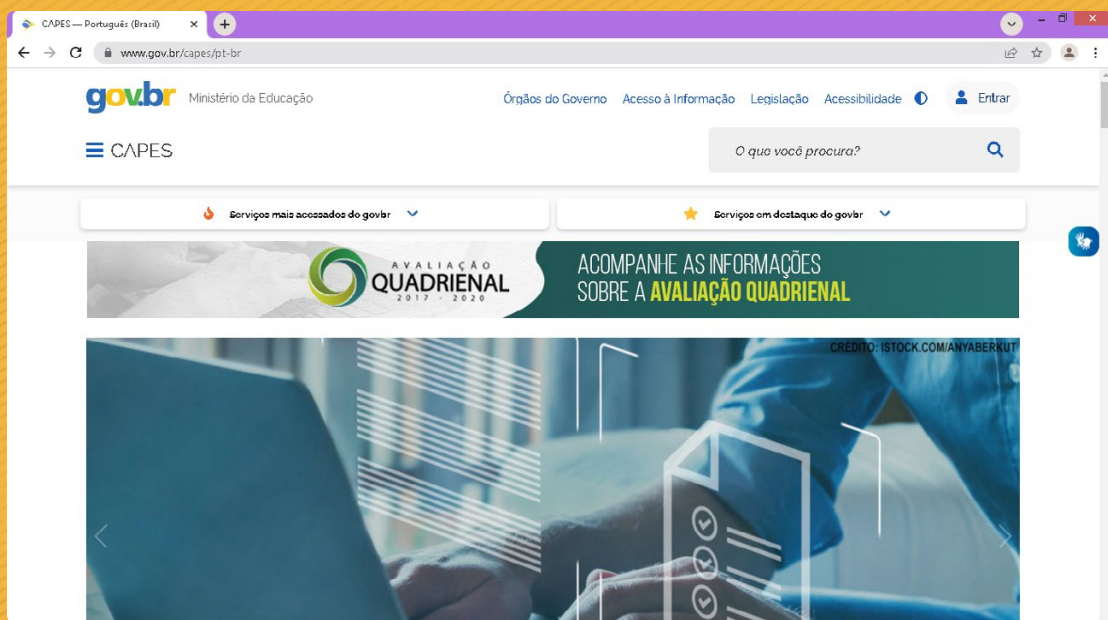 CAPES — Português (Brasil)
www.gov.br/capes/pt-br
gov.br Ministério da Educação Órgãos do Governo Acesso à Informação Legislação Acessibilidade Entrar
CAPES O que você procura?
Serviços mais acessados do govbr Serviços em destaque do govbr
AVALIAÇÃO
QUADRIENAL
2017 - 2020
ACOMPANHE AS INFORMAÇÕES
SOBRE A AVALIAÇÃO QUADRIENAL
CRÉDITO: ISTOCK.COM/ANYABERKUT